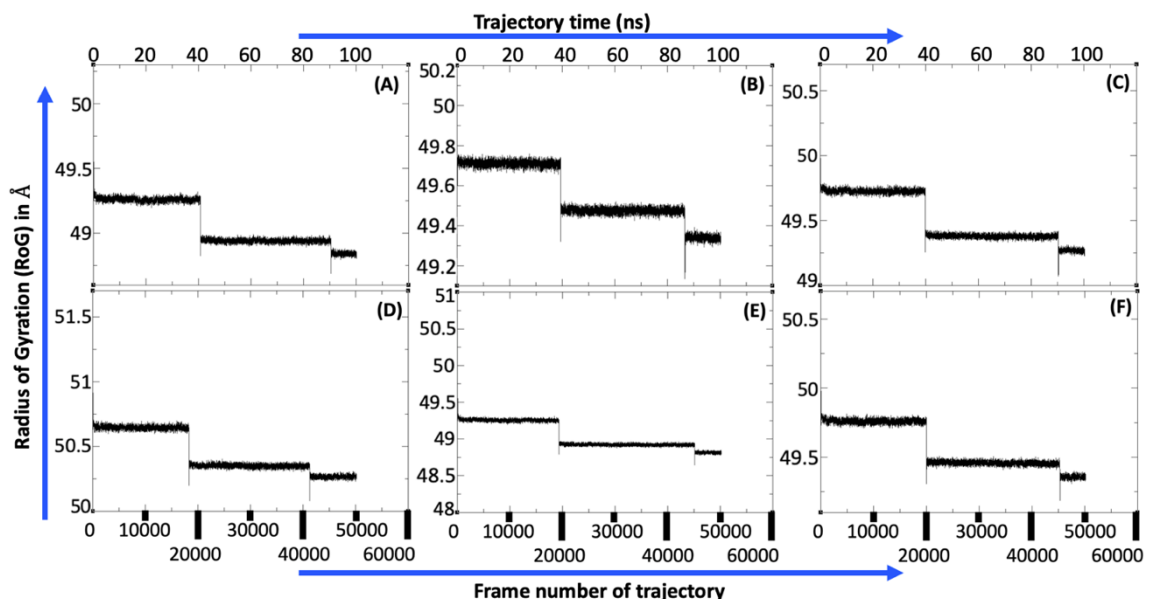 Trajectory time (ns)
0 20 40 60 80 100 0 20 40 60 80 100 0 20 40 60 80 100
Radius of Gyration (RoG) in Å
(A)
50
49.5
49
(B)
50.2
50
49.8
49.6
49.4
49.2
(C)
50.5
50
49.5
49
(D)
51.5
51
50.5
50
(E)
51
50.5
50
49.5
49
48.5
48
(F)
50.5
50
49.5
0 10000 30000 50000 0 10000 30000 50000 0 10000 30000 50000
20000 40000 60000 20000 40000 60000 20000 40000 60000
Frame number of trajectory